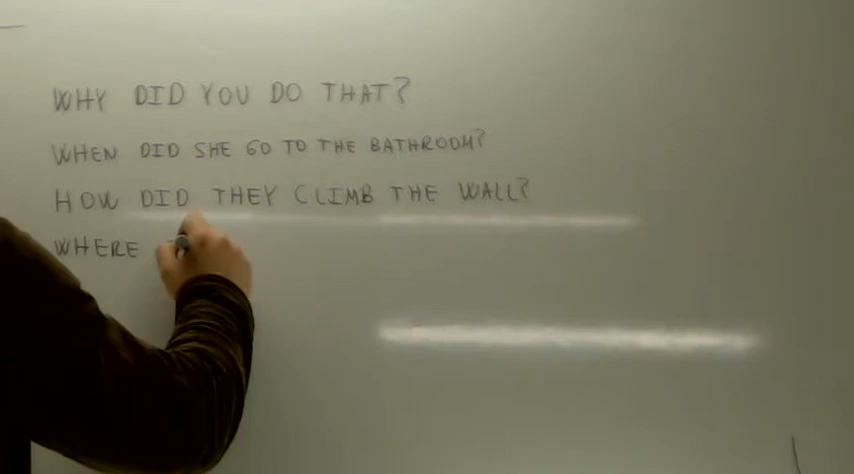 WHY DID YOU DO THAT?
WHEN DID SHE GO TO THE BATHROOM?
HOW DID THEY CLIMB THE WALL?
WHERE